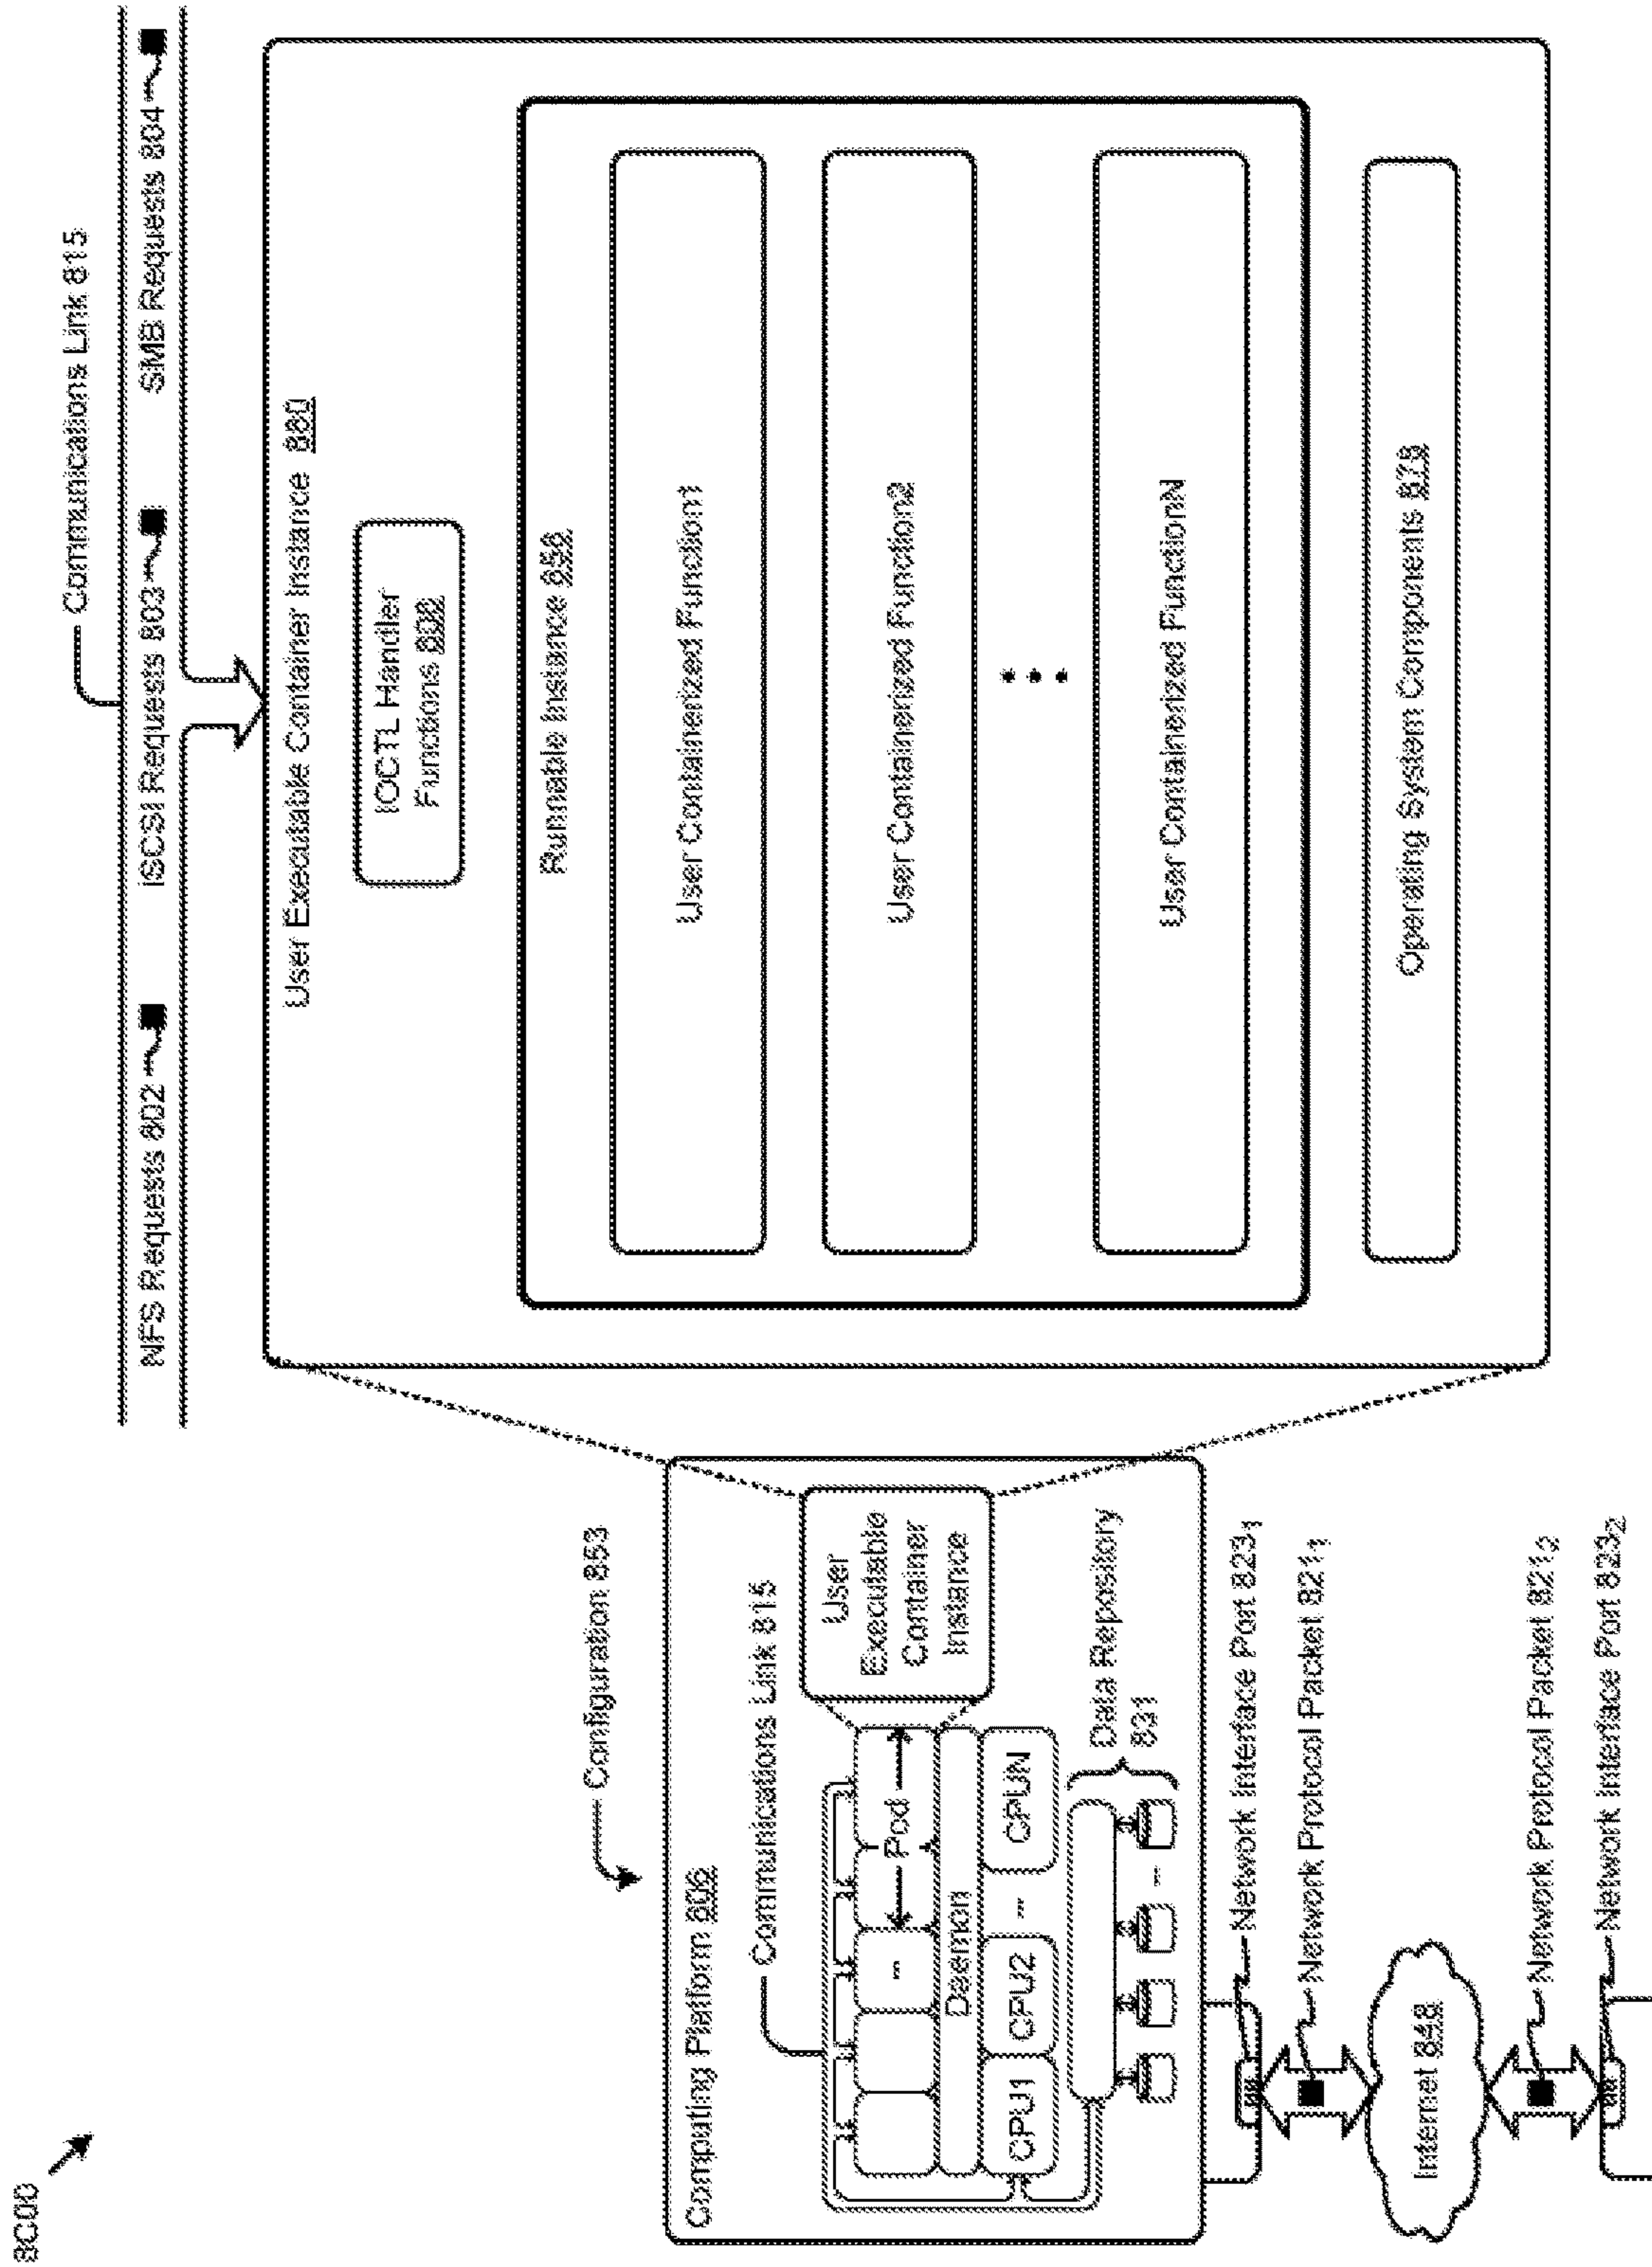 8C00
Communications Link 815
NFS Requests 802
iSCSI Requests 803
SMB Requests 804
User Executable Container Instance 880
IOCTL Handler
Functions 808
Runnable Instance 858
User Containerized Function1
User Containerized Function2
User Containerized FunctionN
Operating System Components 878
Configuration 853
Computing Platform 806
Communications Link 815
User
Executable
Container
Instance
Pod
Daemon
CPU1
CPU2
...
CPUN
Data Repository
831
Network Interface Port 823₁
Network Protocol Packet 821₁
Internet 848
Network Protocol Packet 821₂
Network Interface Port 823₂